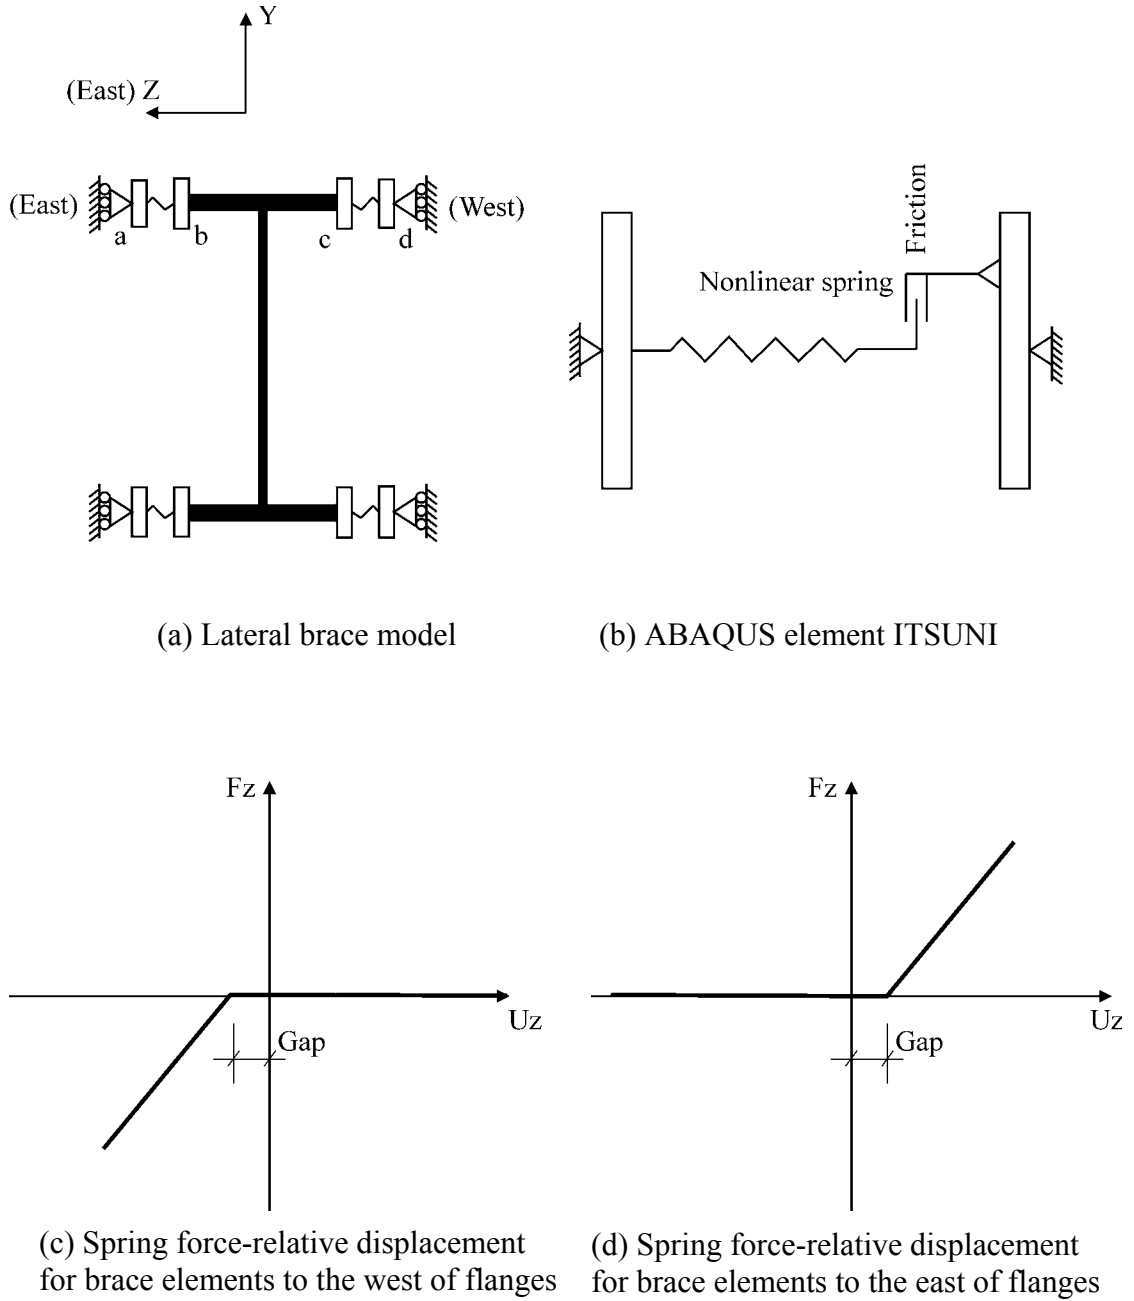 Y
(East) Z
(East)
(West)
a
b
c
d
Friction
Nonlinear spring
(a) Lateral brace model
(b) ABAQUS element ITSUNI
Fz
Uz
Gap
Fz
Uz
Gap
(c) Spring force-relative displacement
for brace elements to the west of flanges
(d) Spring force-relative displacement
for brace elements to the east of flanges